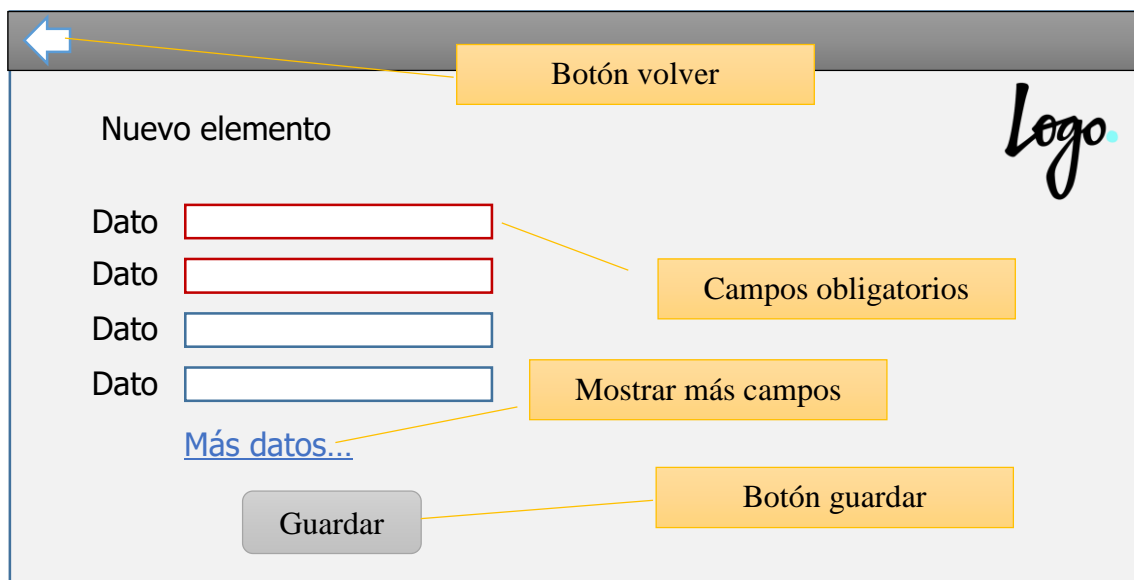 Botón volver
Nuevo elemento
Logo.
Dato
Dato
Campos obligatorios
Dato
Dato
Mostrar más campos
Más datos...
Botón guardar
Guardar